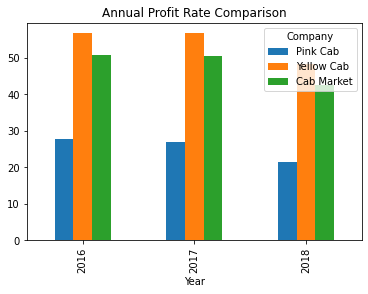 Annual Profit Rate Comparison
Company
Pink Cab
Yellow Cab
Cab Market
50
40
30
20
10
0
2016
2017
2018
Year